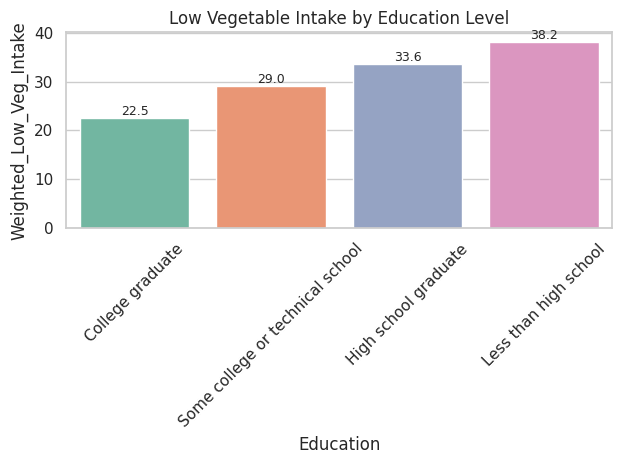 Low Vegetable Intake by Education Level
Weighted_Low_Veg_Intake
40
30
20
10
0
22.5
29.0
33.6
38.2
College graduate
Some college or technical school
High school graduate
Less than high school
Education